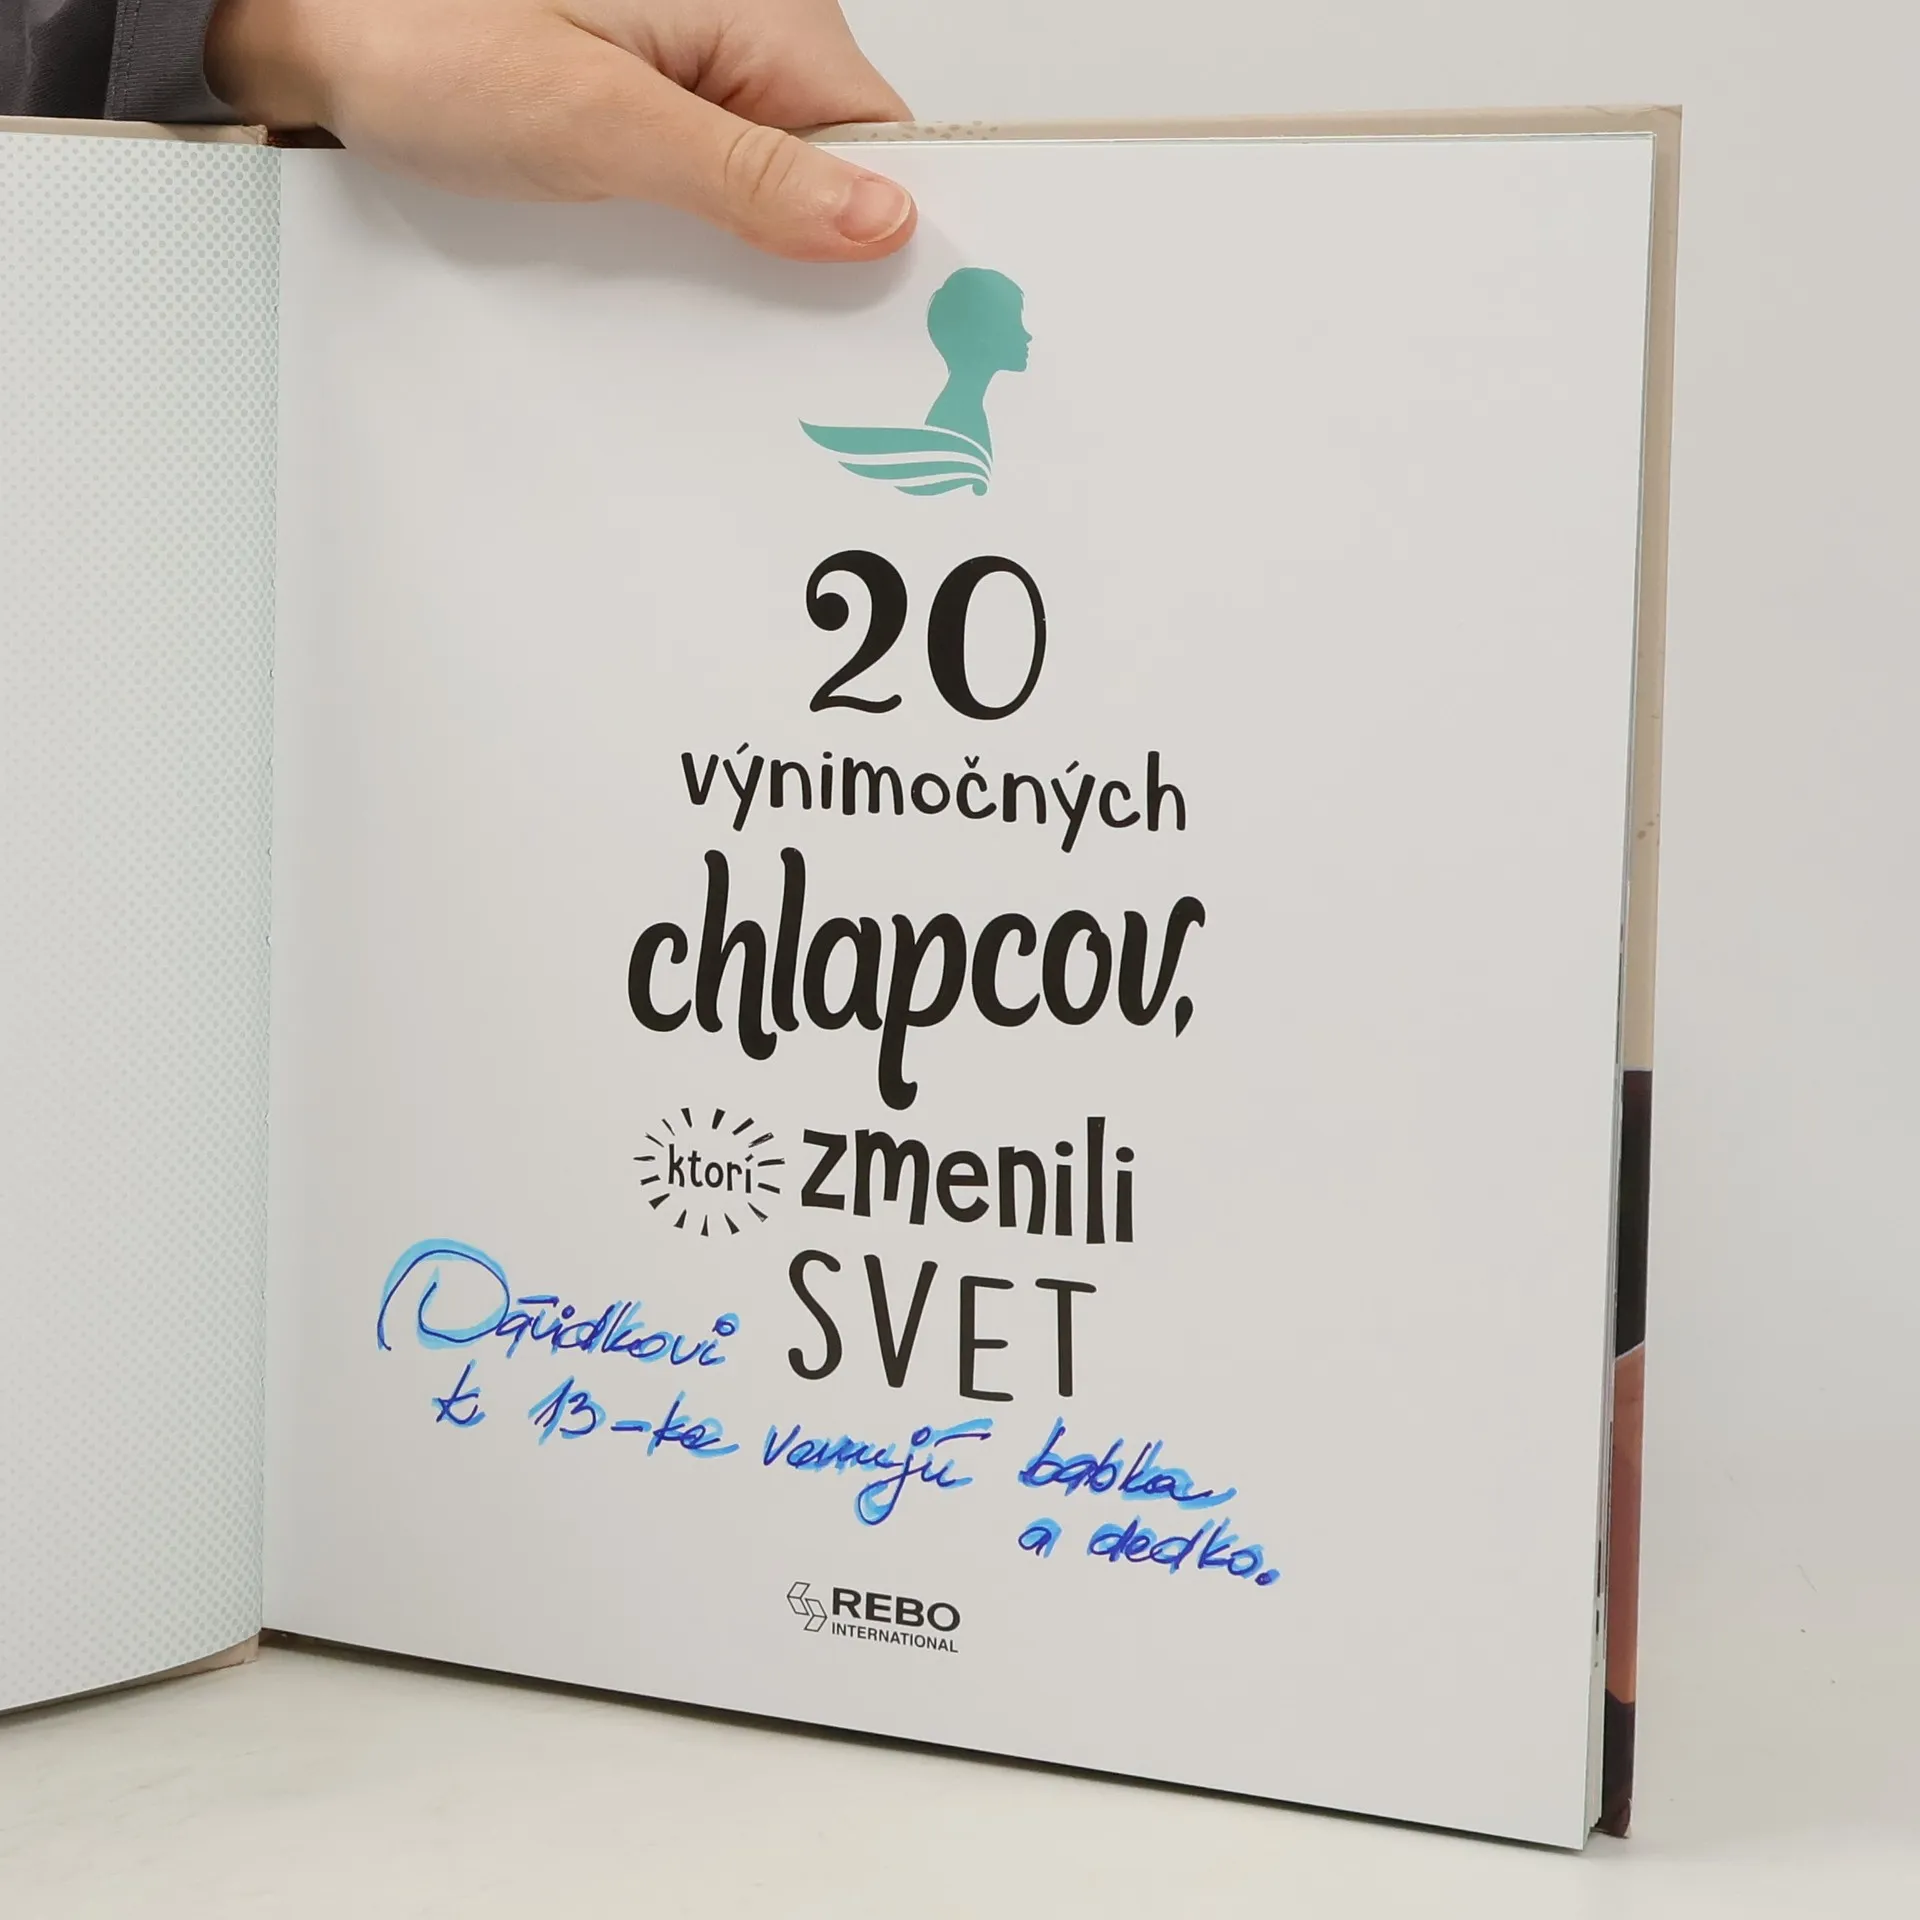 20
výnimočných
chlapcov,
ktorí zmenili
SVET
Dávidkovi
k 13-ke venujú babka
a dedko.
REBO
INTERNATIONAL